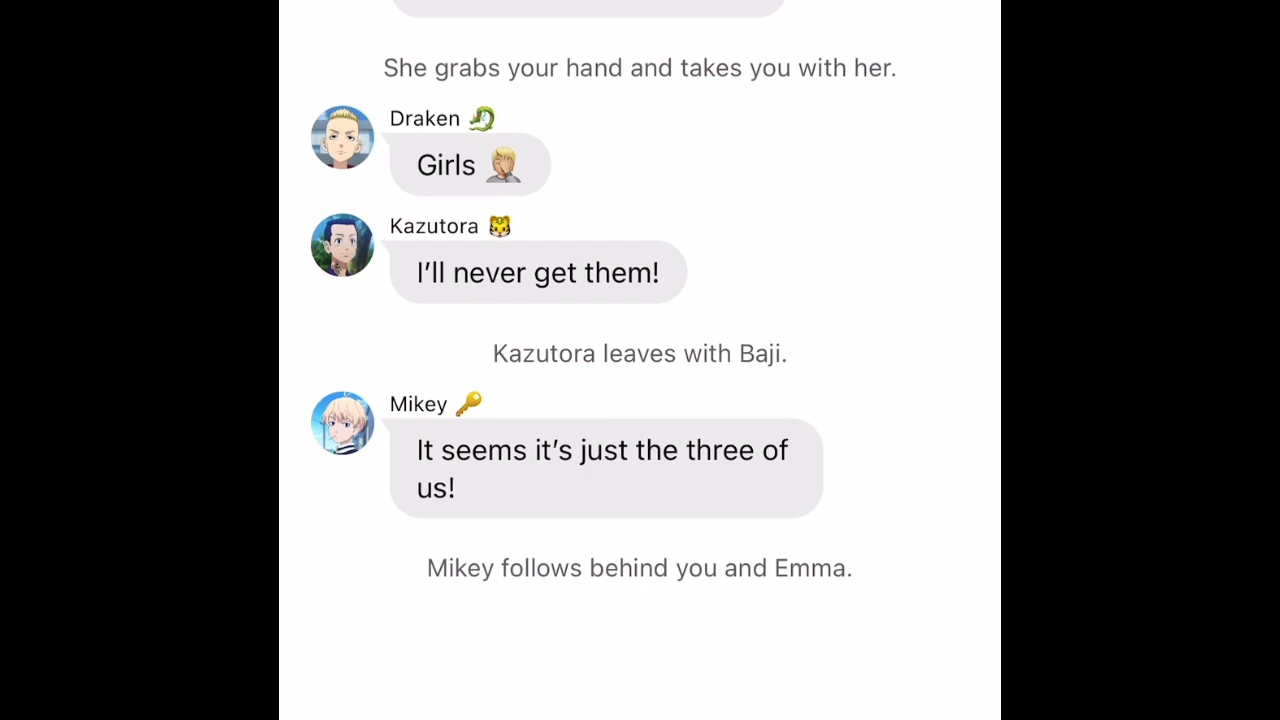 She grabs your hand and takes you with her.
Draken 🐉
Girls 🤦🏼
Kazutora 🐯
I’ll never get them!
Kazutora leaves with Baji.
Mikey 🔑
It seems it’s just the three of
us!
Mikey follows behind you and Emma.